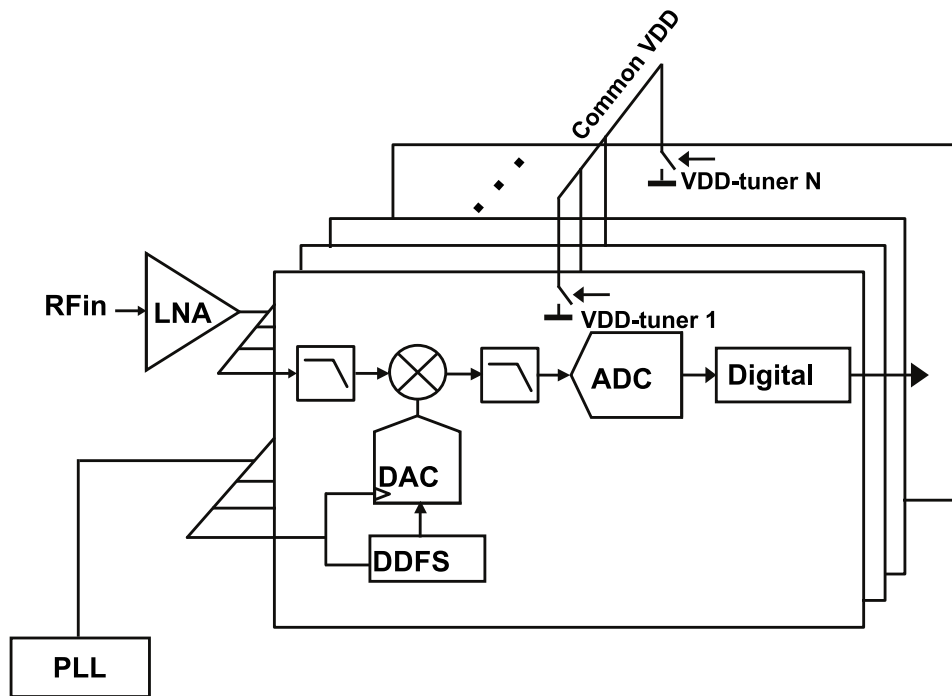 Common VDD
VDD-tuner N
RFin
LNA
VDD-tuner 1
ADC
Digital
DAC
DDFS
PLL